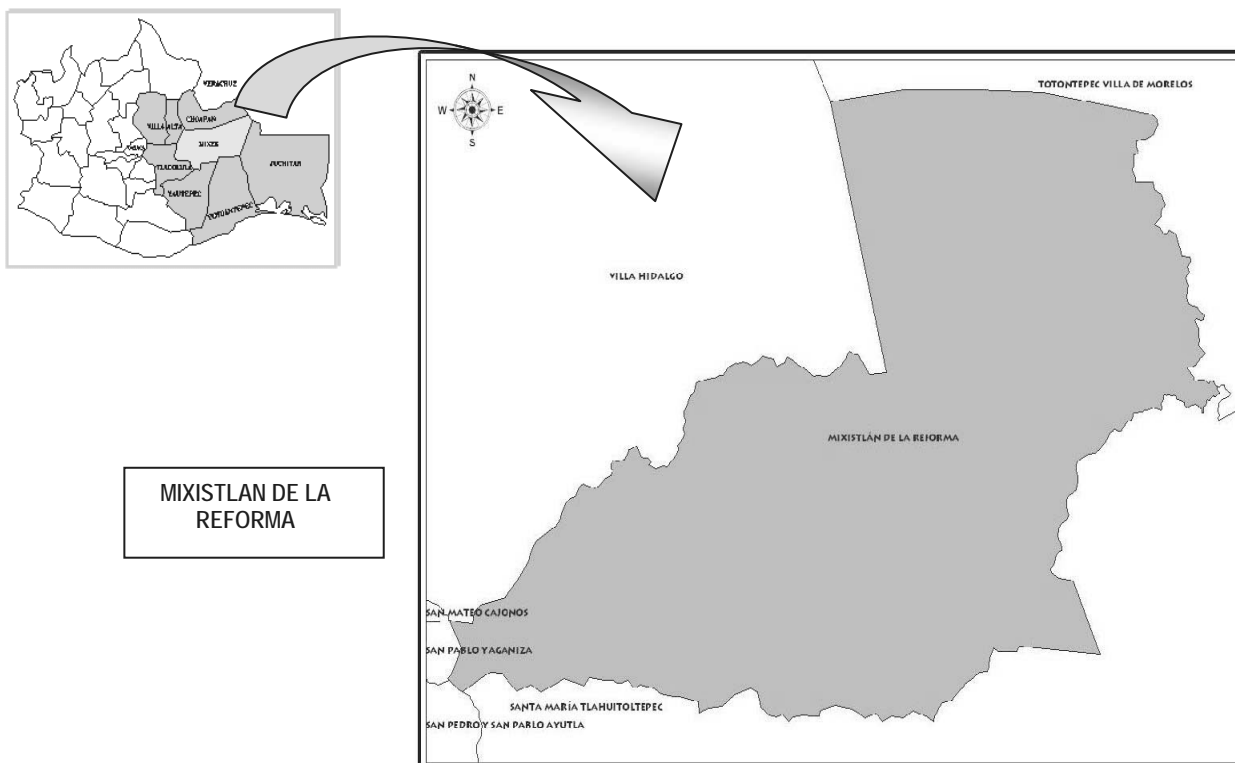 VERACRUZ
CHOAPAN
VILLA ALTA
MIXES
TLACOLULA
JUCHITAN
YAUTEPEC
N
W E
S
TOTONTEPEC VILLA DE MORELOS
VILLA HIDALGO
MIXISTLÁN DE LA REFORMA
MIXISTLAN DE LA
REFORMA
SAN MATEO CAJONOS
SAN PABLO YAGANIZA
SANTA MARÍA TLAHUITOLTEPEC
SAN PEDRO Y SAN PABLO AYUTLA